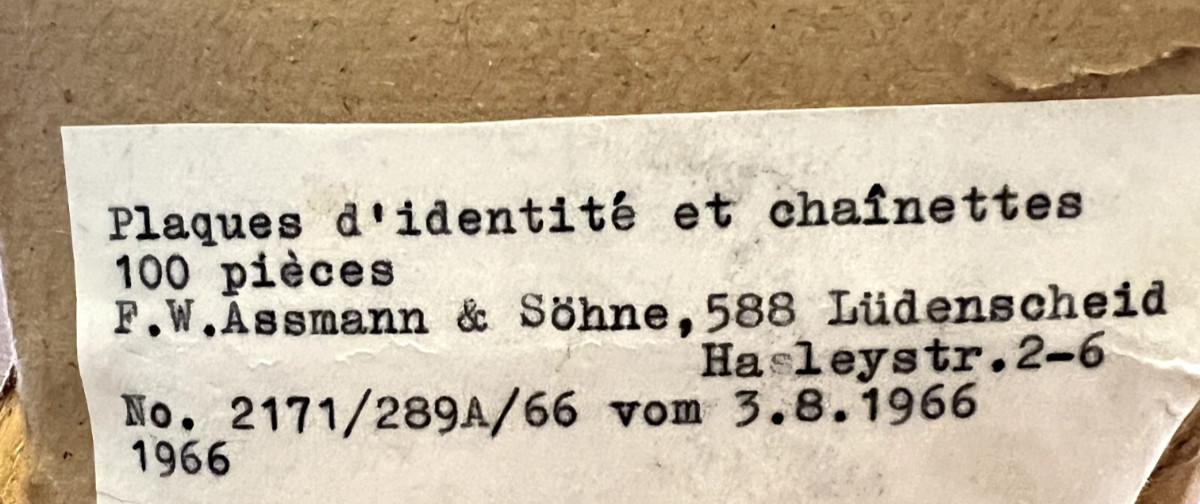 Plaques d'identité et chaînettes
100 pièces
F.W.Assmann & Söhne,588 Lüdenscheid
Hasleystr.2-6
No. 2171/289A/66 vom 3.8.1966
1966